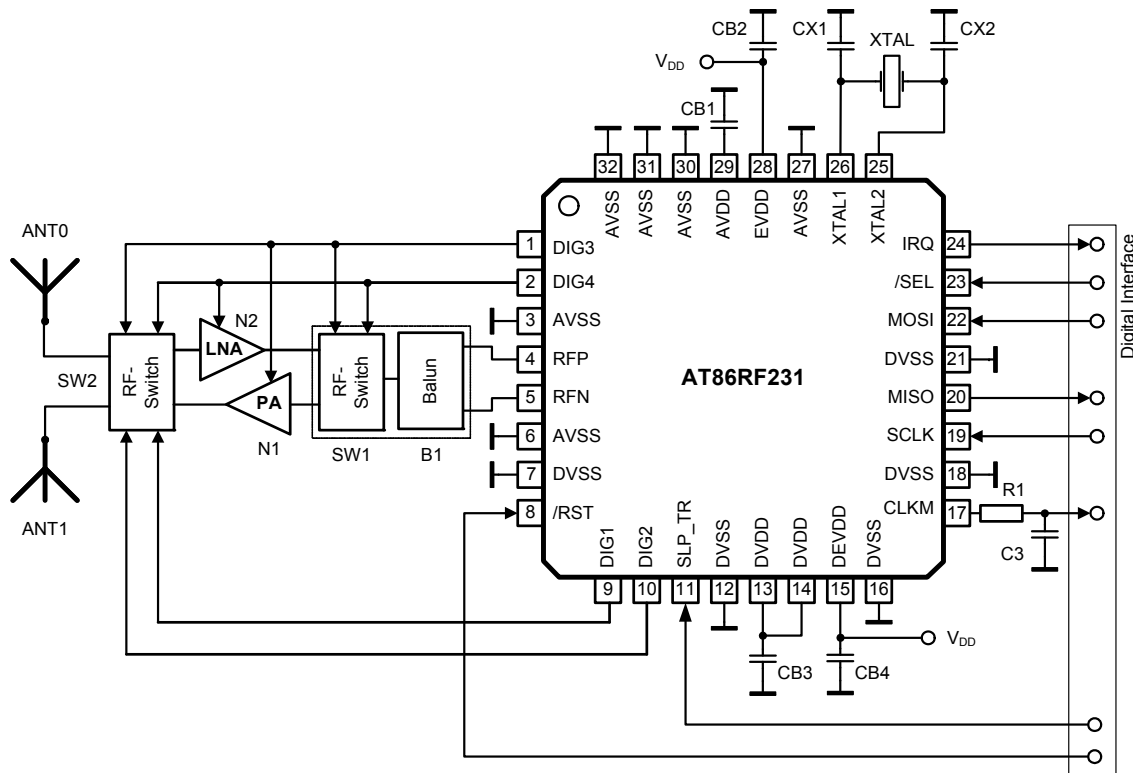 CB2
CX1
XTAL
CX2
VDD
CB1
32 31 30 29 28 27 26 25
AVSS AVSS AVSS AVDD EVDD AVSS XTAL1 XTAL2
ANT0
1 DIG3
2 DIG4
3 AVSS
4 RFP
5 RFN
6 AVSS
7 DVSS
8 /RST
N2
LNA
SW2
RF-Switch
PA
N1
RF-Switch
SW1
Balun
B1
ANT1
AT86RF231
IRQ 24
/SEL 23
MOSI 22
DVSS 21
MISO 20
SCLK 19
DVSS 18
CLKM 17
R1
C3
Digital Interface
DIG1 DIG2 SLP_TR DVSS DVDD DVDD DEVDD DVSS
9 10 11 12 13 14 15 16
VDD
CB3
CB4